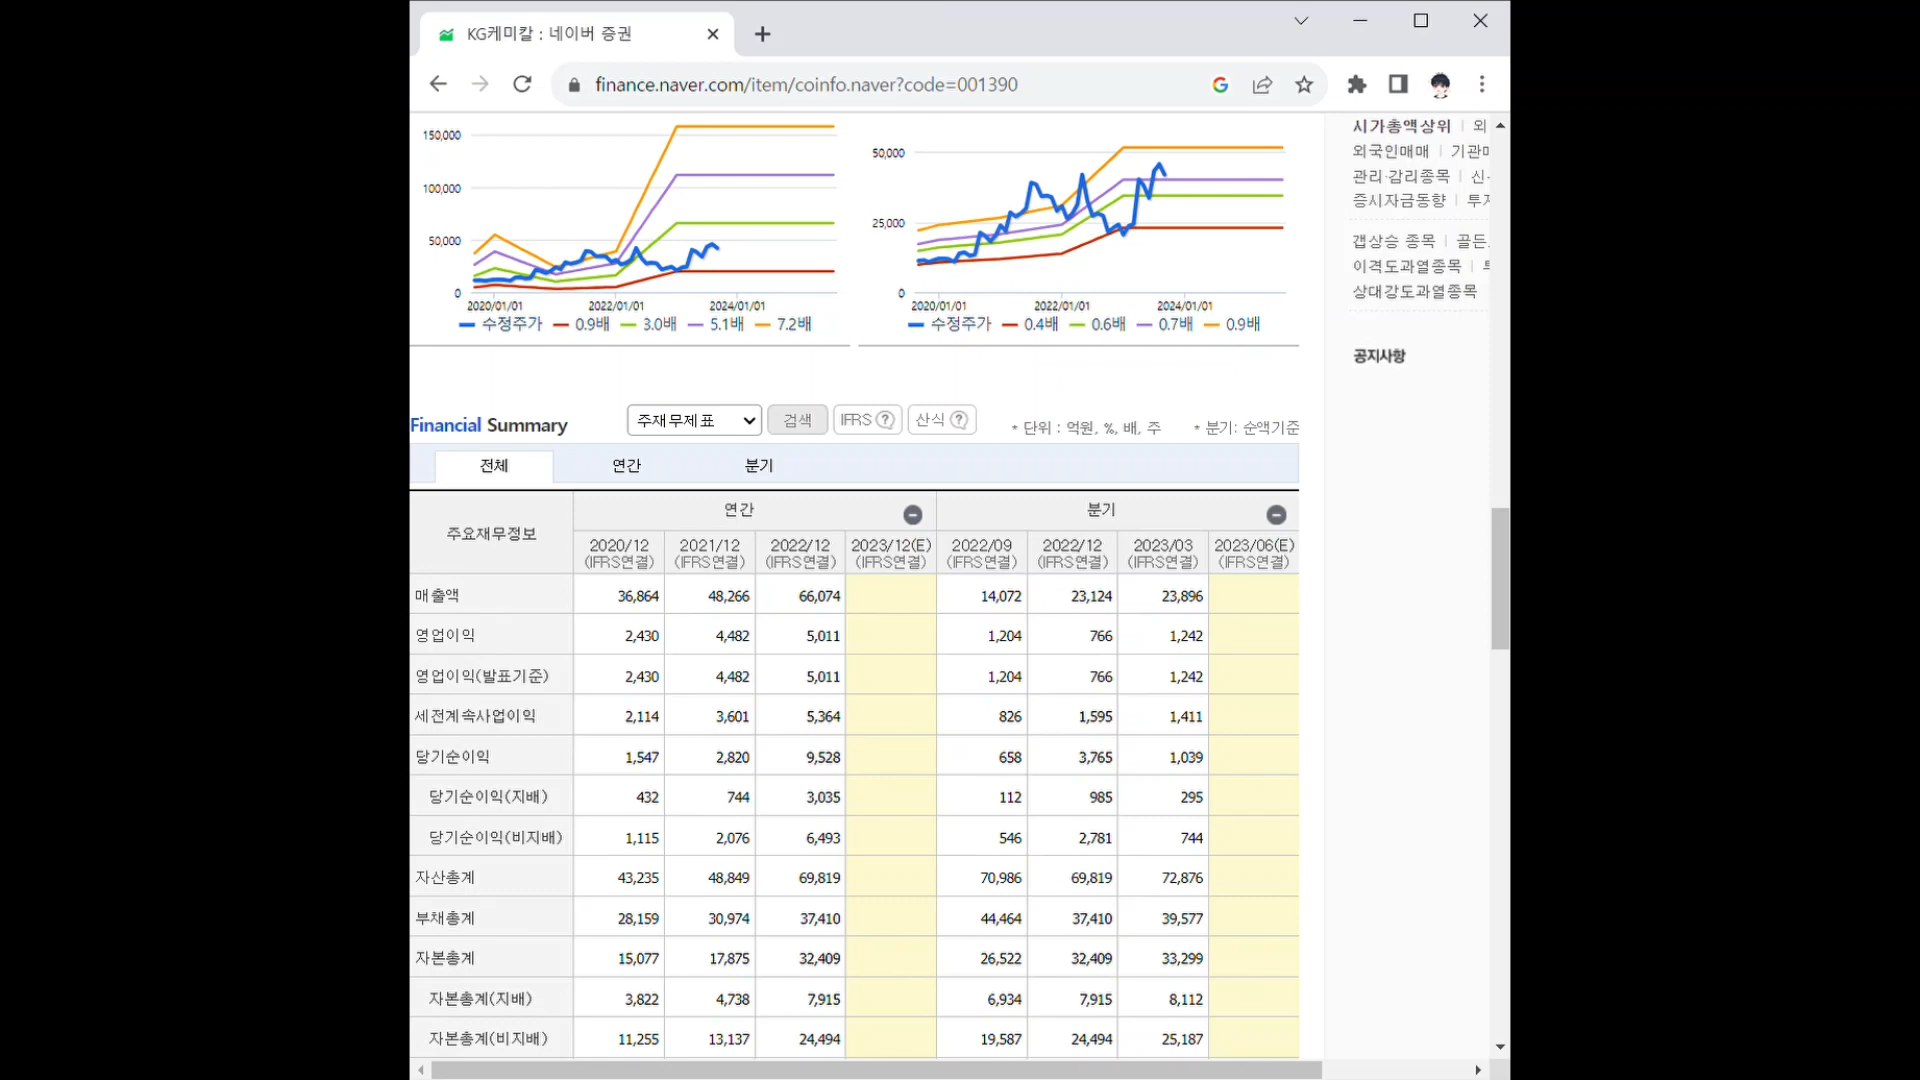 KG케미칼 : 네이버 증권
finance.naver.com/item/coinfo.naver?code=001390
150,000
100,000
50,000
0
2020/01/01 2022/01/01 2024/01/01
수정주가 0.9배 3.0배 5.1배 7.2배
50,000
25,000
0
2020/01/01 2022/01/01 2024/01/01
수정주가 0.4배 0.6배 0.7배 0.9배
시가총액상위 외
외국인매매 기관
관리·감리종목 신
증시자금동향 투
갭상승 종목 골든
이격도과열종목
상대강도과열종목
공지사항
Financial Summary 주재무제표 검색 IFRS ? 산식 ? * 단위 : 억원, %, 배, 주 * 분기: 순액기준
전체 연간 분기
주요재무정보 연간 분기
2020/12 2021/12 2022/12 2023/12(E) 2022/09 2022/12 2023/03 2023/06(E)
(IFRS연결) (IFRS연결) (IFRS연결) (IFRS연결) (IFRS연결) (IFRS연결) (IFRS연결) (IFRS연결)
매출액 36,864 48,266 66,074 14,072 23,124 23,896
영업이익 2,430 4,482 5,011 1,204 766 1,242
영업이익(발표기준) 2,430 4,482 5,011 1,204 766 1,242
세전계속사업이익 2,114 3,601 5,364 826 1,595 1,411
당기순이익 1,547 2,820 9,528 658 3,765 1,039
당기순이익(지배) 432 744 3,035 112 985 295
당기순이익(비지배) 1,115 2,076 6,493 546 2,781 744
자산총계 43,235 48,849 69,819 70,986 69,819 72,876
부채총계 28,159 30,974 37,410 44,464 37,410 39,577
자본총계 15,077 17,875 32,409 26,522 32,409 33,299
자본총계(지배) 3,822 4,738 7,915 6,934 7,915 8,112
자본총계(비지배) 11,255 13,137 24,494 19,587 24,494 25,187